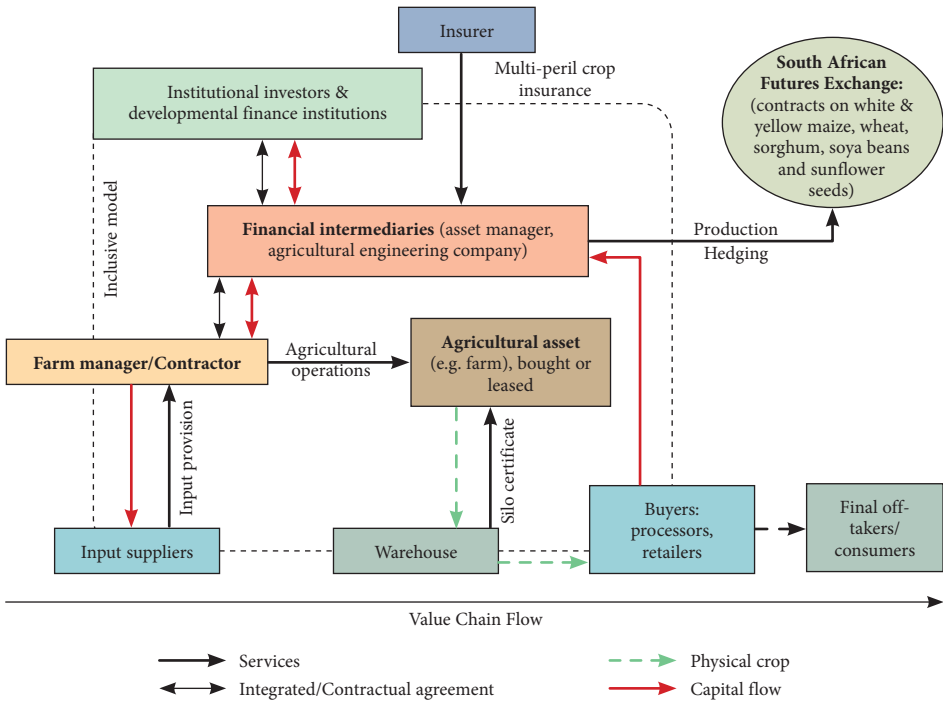 Insurer
Institutional investors &
developmental finance institutions
Multi-peril crop
insurance
South African
Futures Exchange:
(contracts on white &
yellow maize, wheat,
sorghum, soya beans
and sunflower
seeds)
Inclusive model
Financial intermediaries (asset manager,
agricultural engineering company)
Production
Hedging
Farm manager/Contractor
Agricultural
operations
Agricultural asset
(e.g. farm), bought or
leased
Input provision
Silo certificate
Input suppliers
Warehouse
Buyers:
processors,
retailers
Final off-
takers/
consumers
Value Chain Flow
Services
Physical crop
Integrated/Contractual agreement
Capital flow